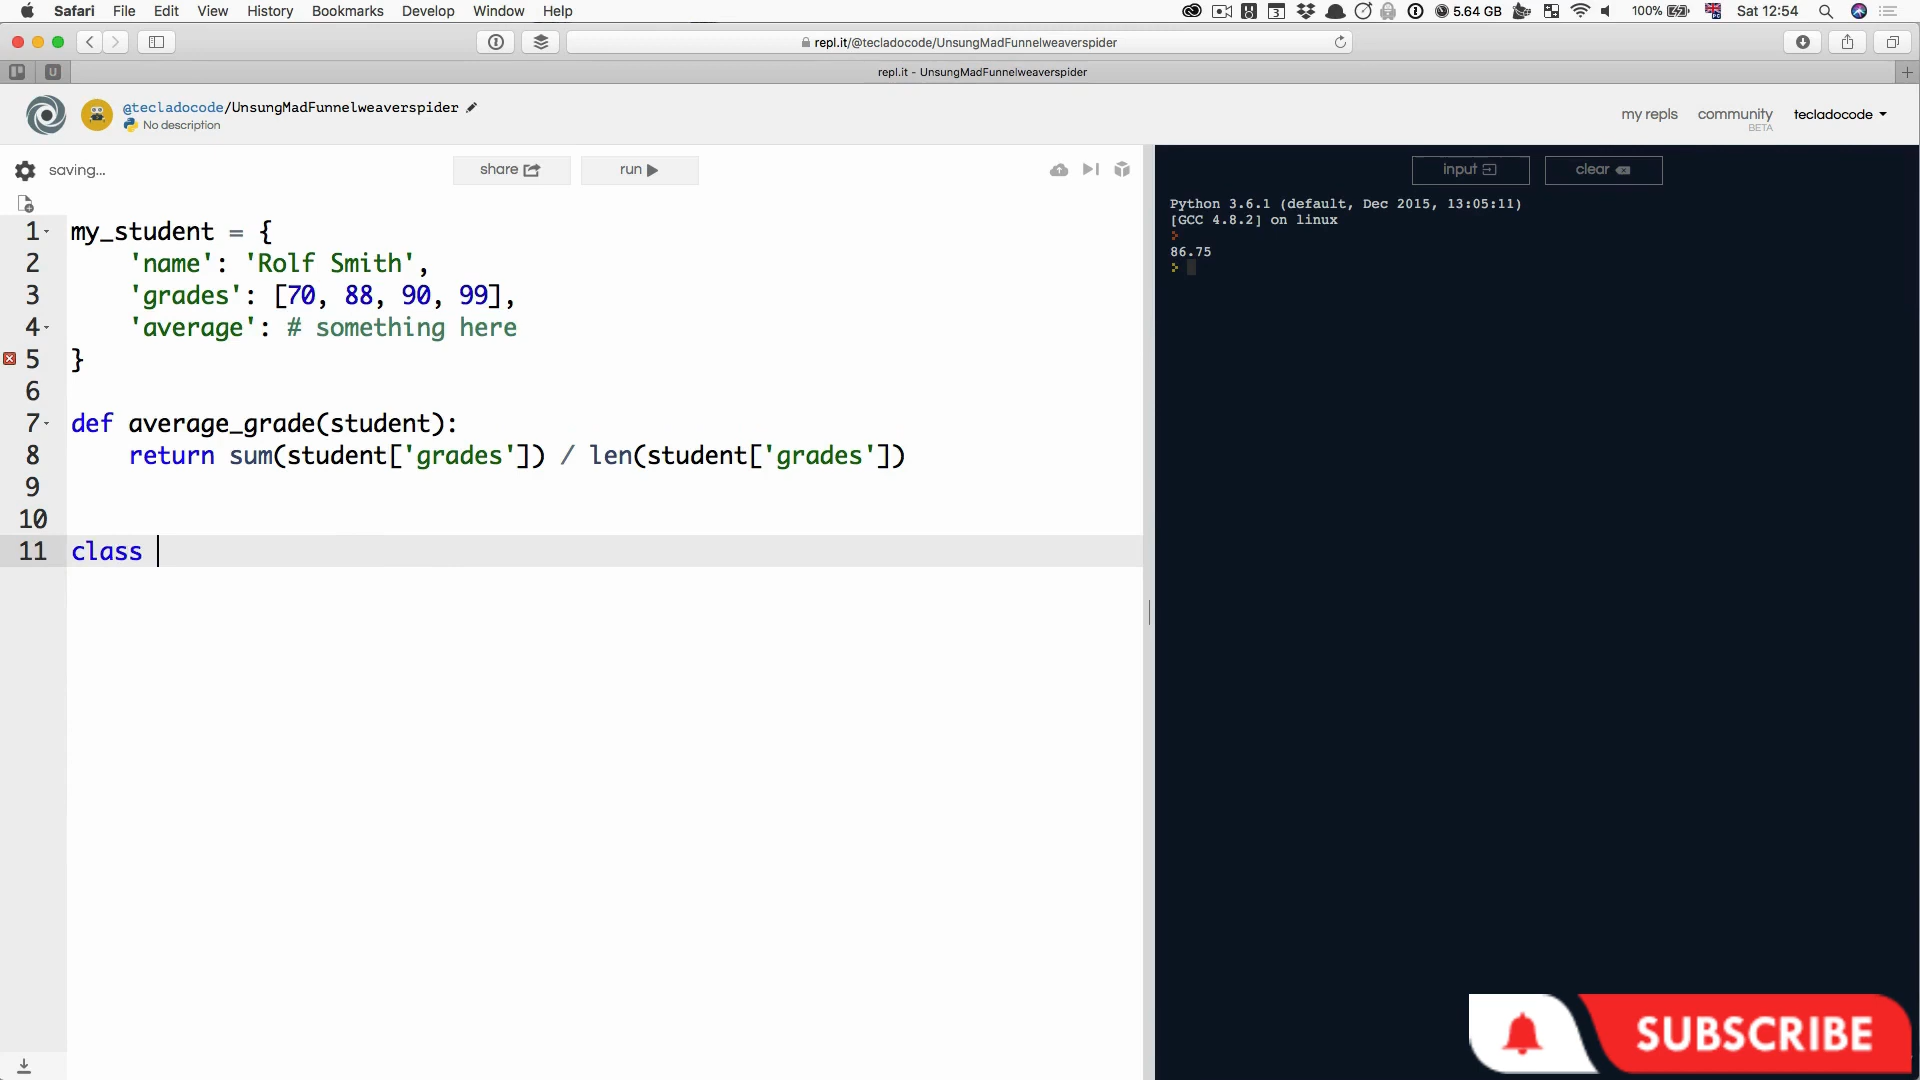 Safari File Edit View History Bookmarks Develop Window Help 5.64 GB 100% Sat 12:54
repl.it/@tecladocode/UnsungMadFunnelweaverspider
U repl.it - UnsungMadFunnelweaverspider
@tecladocode/UnsungMadFunnelweaverspider
No description
my repls community BETA tecladocode
saving... share run
input clear
1 my_student = {
2 'name': 'Rolf Smith',
3 'grades': [70, 88, 90, 99],
4 'average': # something here
5 }
6
7 def average_grade(student):
8 return sum(student['grades']) / len(student['grades'])
9
10
11 class
Python 3.6.1 (default, Dec 2015, 13:05:11)
[GCC 4.8.2] on linux
86.75
SUBSCRIBE